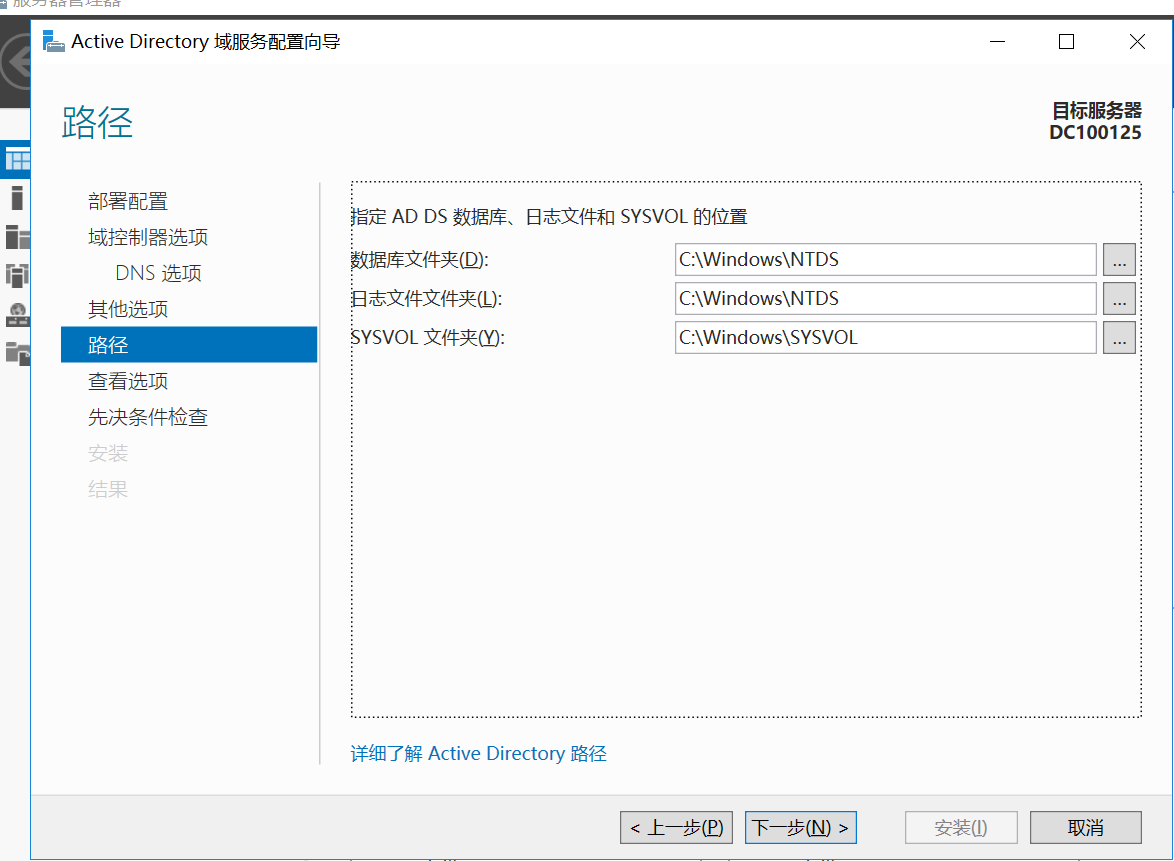 服务器管理器
Active Directory 域服务配置向导
路径
目标服务器
DC100125
部署配置
域控制器选项
DNS 选项
其他选项
路径
查看选项
先决条件检查
安装
结果
指定 AD DS 数据库、日志文件和 SYSVOL 的位置
数据库文件夹(D): C:\Windows\NTDS ...
日志文件文件夹(L): C:\Windows\NTDS ...
SYSVOL 文件夹(Y): C:\Windows\SYSVOL ...
详细了解 Active Directory 路径
< 上一步(P) 下一步(N) > 安装(I) 取消